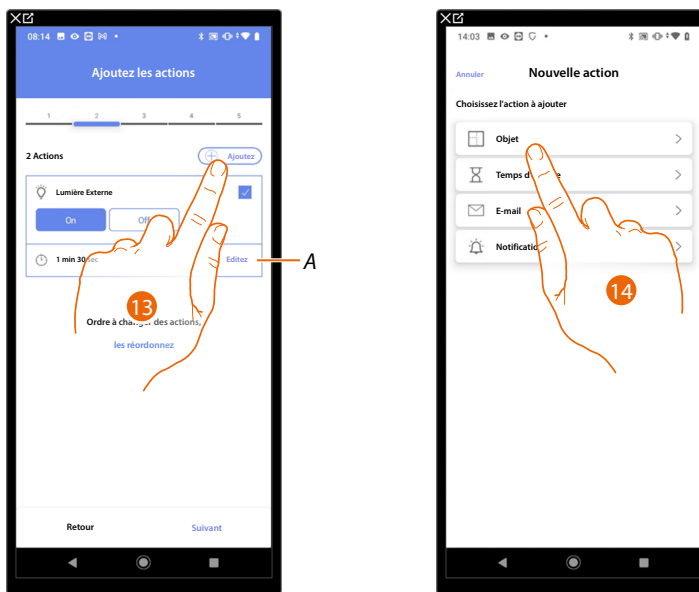 08:14
Ajoutez les actions
1 2 3 4 5
2 Actions
Ajoutez
Lumière Externe
On
Off
1 min 30 sec
Editez
A
13
Ordre à changer des actions,
les réordonnez
Retour
Suivant
14:03
Annuler
Nouvelle action
Choisissez l'action à ajouter
Objet
Temps d
E-mail
Notificatio
14